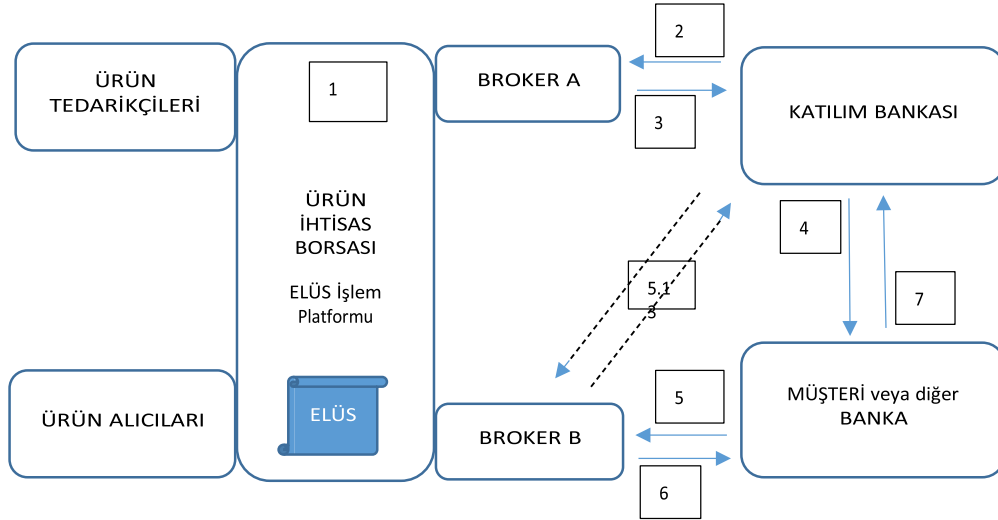 ÜRÜN
TEDARİKÇİLERİ
1
BROKER A
2
3
KATILIM BANKASI
ÜRÜN
İHTİSAS
BORSASI
ELÜS İşlem
Platformu
4
5.1
3
7
ÜRÜN ALICILARI
ELÜS
BROKER B
5
6
MÜŞTERİ veya diğer
BANKA